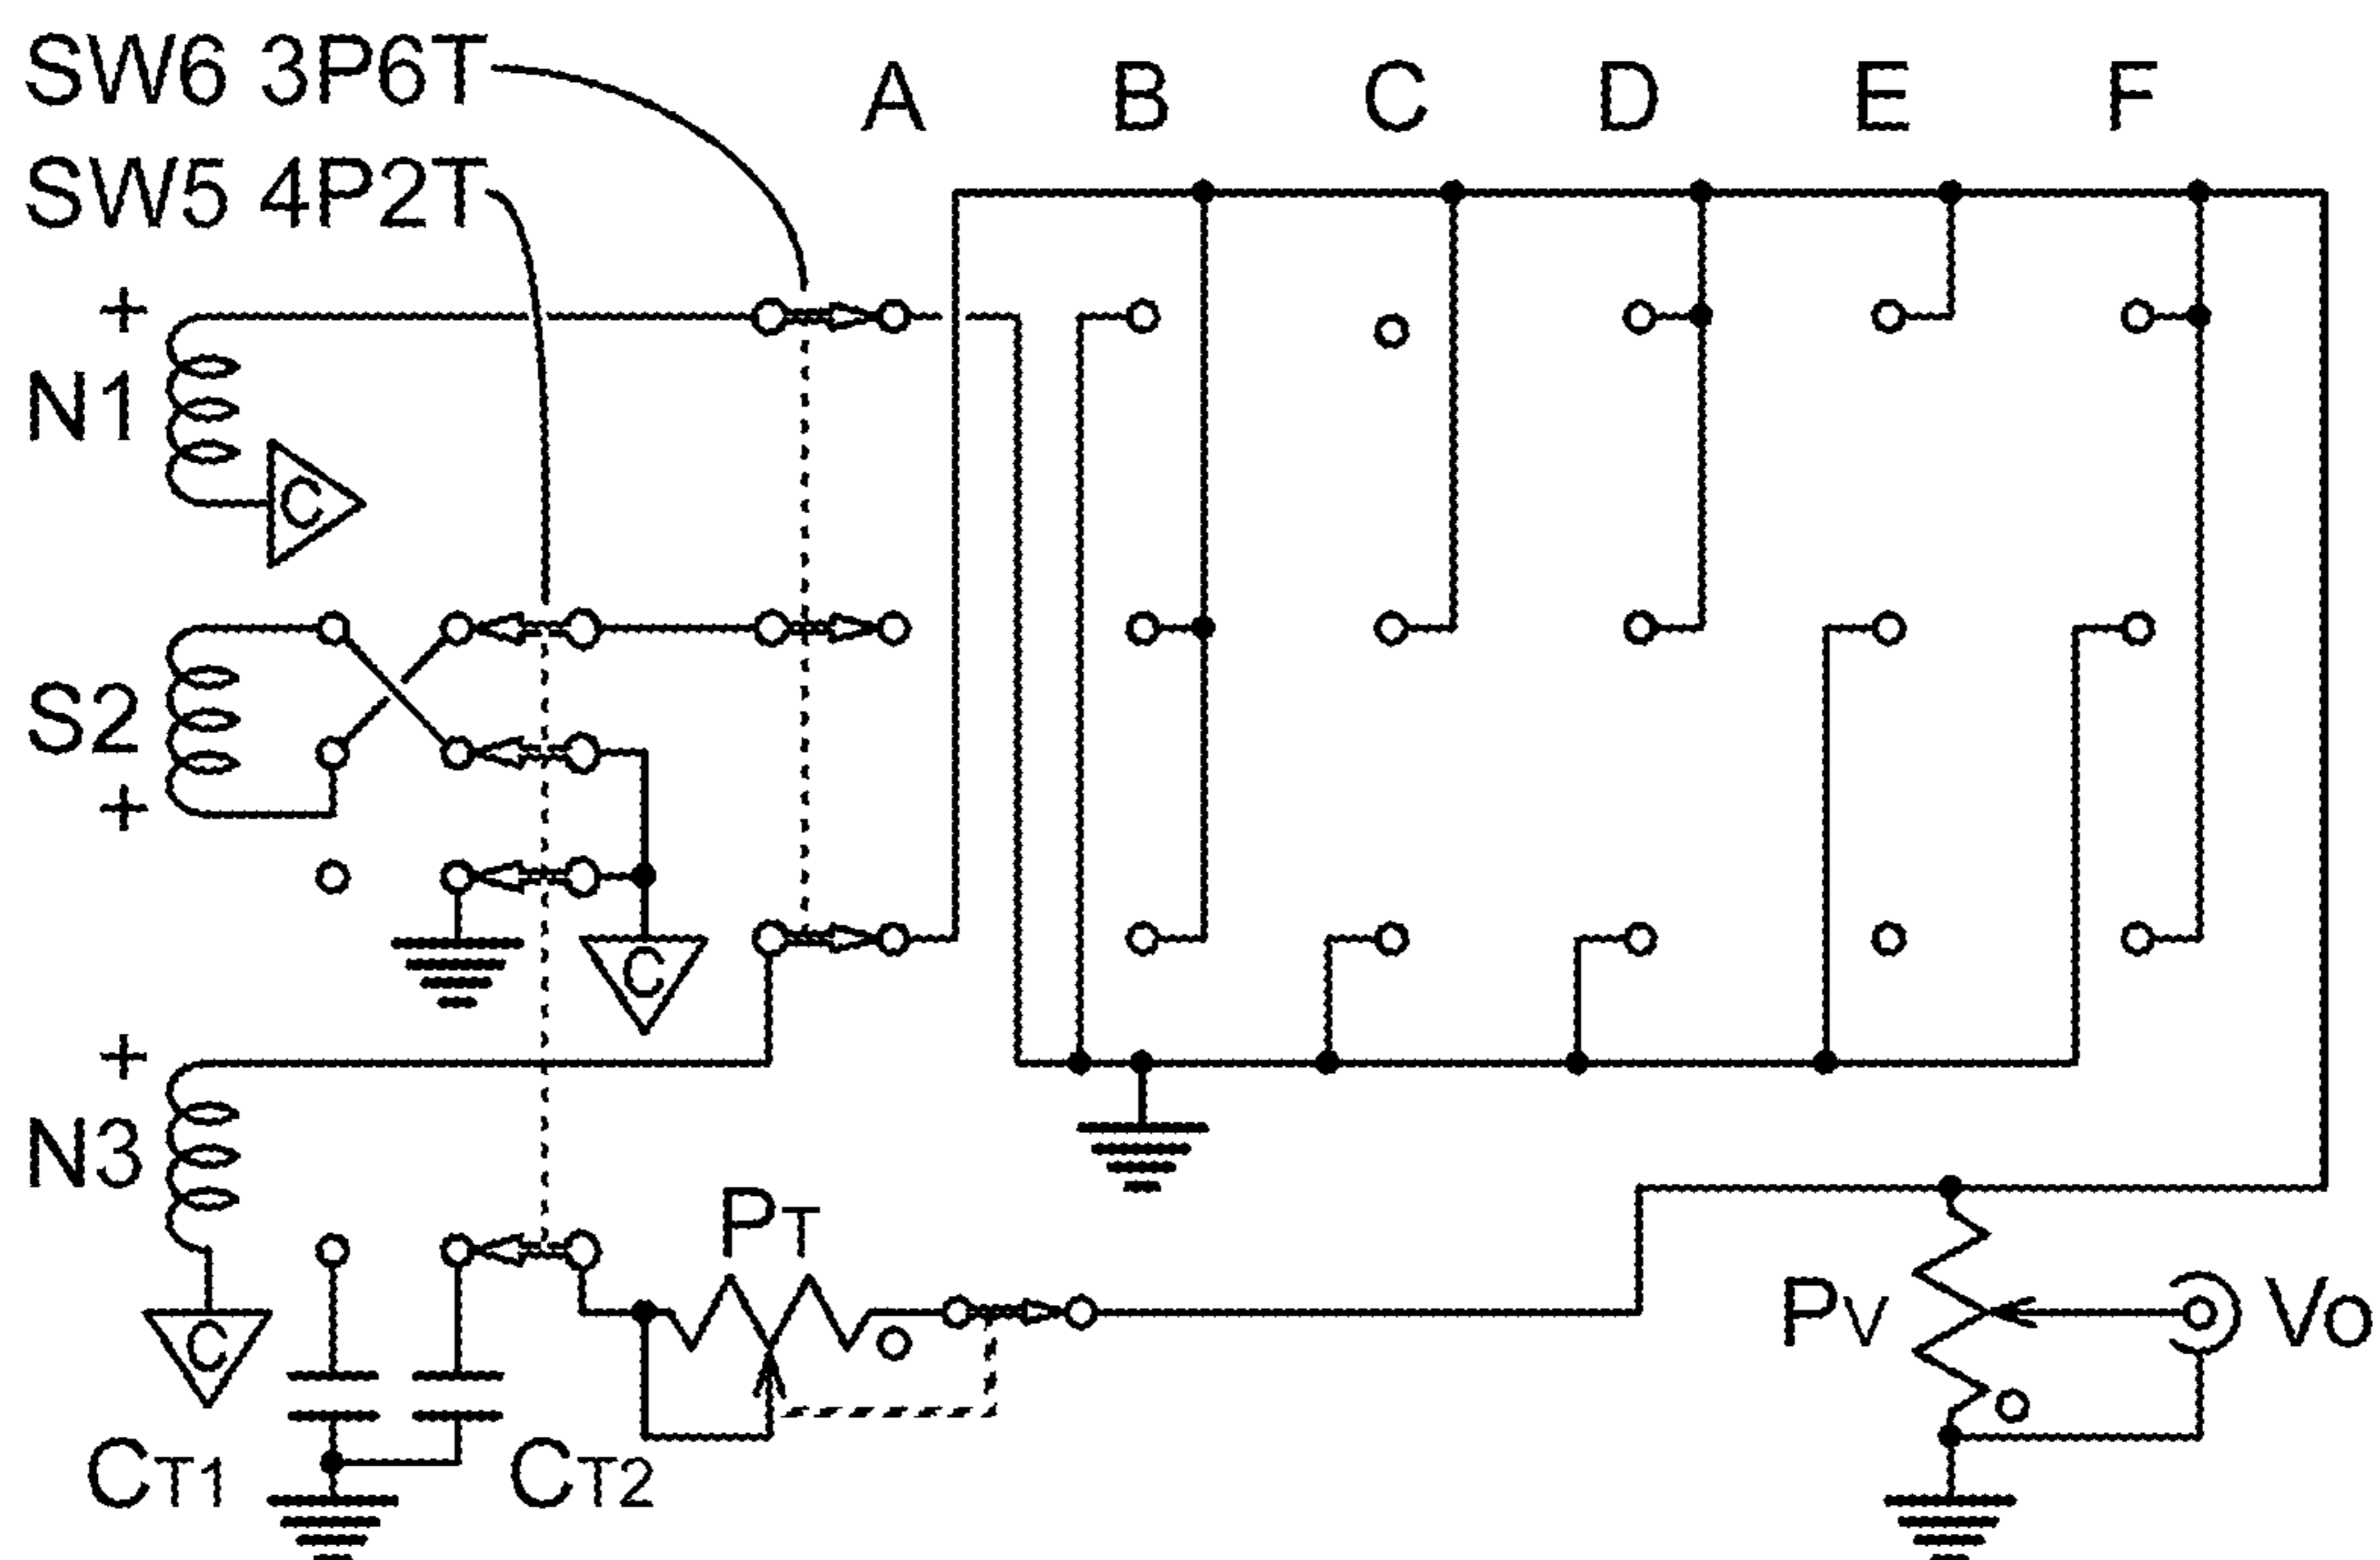 SW6 3P6T
A B C D E F
SW5 4P2T
+
N1
C
S2
+
C
+
N3
PT
C
PV
VO
CT1
CT2